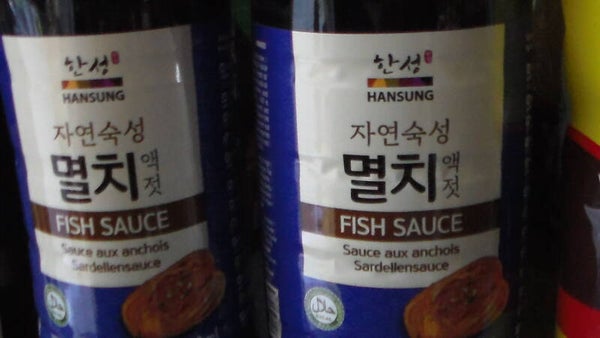 한성
HANSUNG
자연숙성
멸치액젓
FISH SAUCE
Sauce aux anchois
Sardellensauce
한성
HANSUNG
자연숙성
멸치액젓
FISH SAUCE
Sauce aux anchois
Sardellensauce
حلال